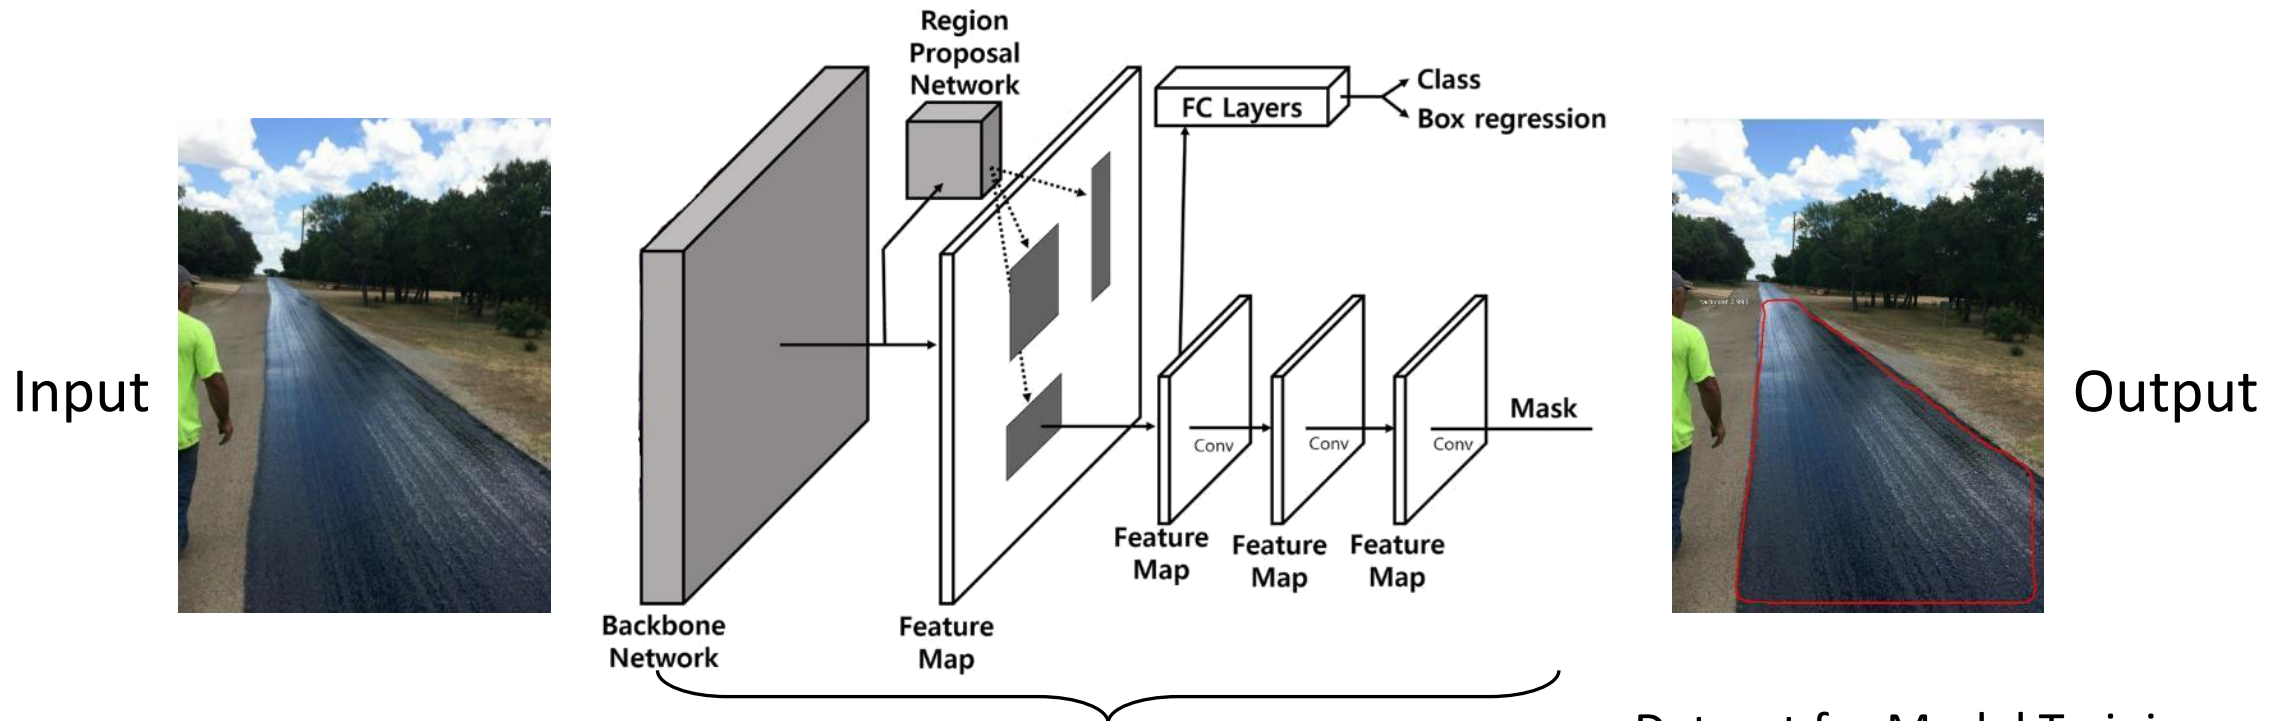 Input
Region
Proposal
Network
Backbone
Network
Feature
Map
FC Layers
Class
Box regression
Conv
Conv
Conv
Mask
Feature
Map
Feature
Map
Feature
Map
Output